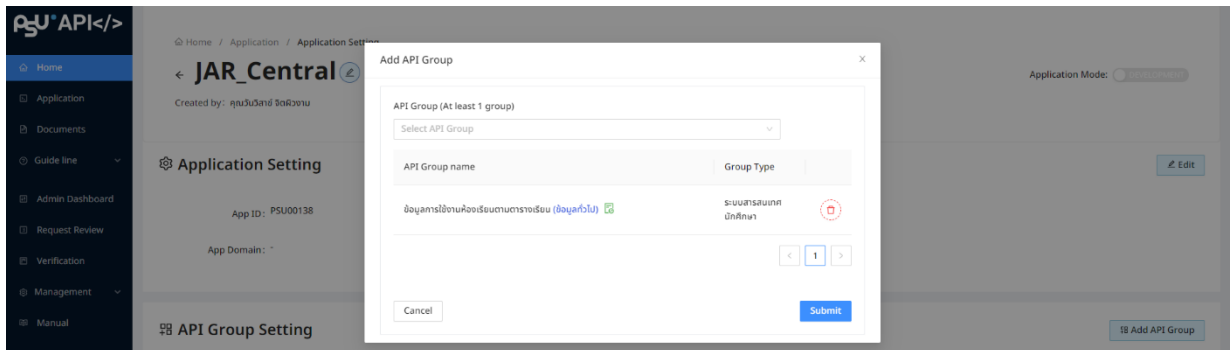 PSU API</>
Home
Application
Documents
Guide line
Admin Dashboard
Request Review
Verification
Management
Manual
Home / Application / Application Setting
JAR_Central
Created by: คุณวันวิสาข์ จิตผิวงาม
Application Mode: DEVELOPMENT
Application Setting
Edit
App ID: PSU00138
App Domain: -
API Group Setting
Add API Group
Add API Group
API Group (At least 1 group)
Select API Group
API Group name Group Type
ข้อมูลการใช้งานห้องเรียนตามตารางเรียน (ข้อมูลทั่วไป)
ระบบสารสนเทศ
นักศึกษา
< 1 >
Cancel Submit